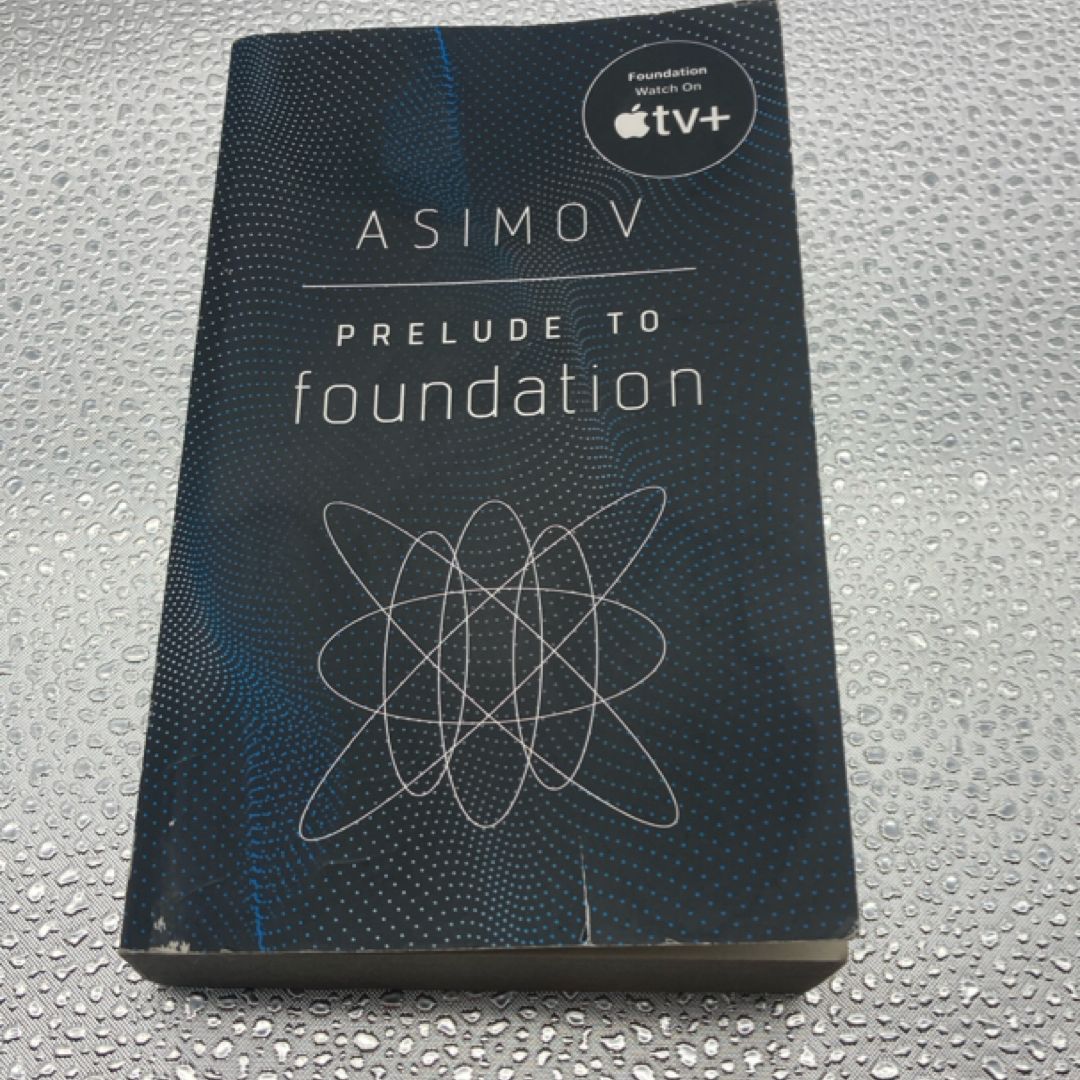 Foundation
Watch On
tv+
ASIMOV
PRELUDE TO
foundation